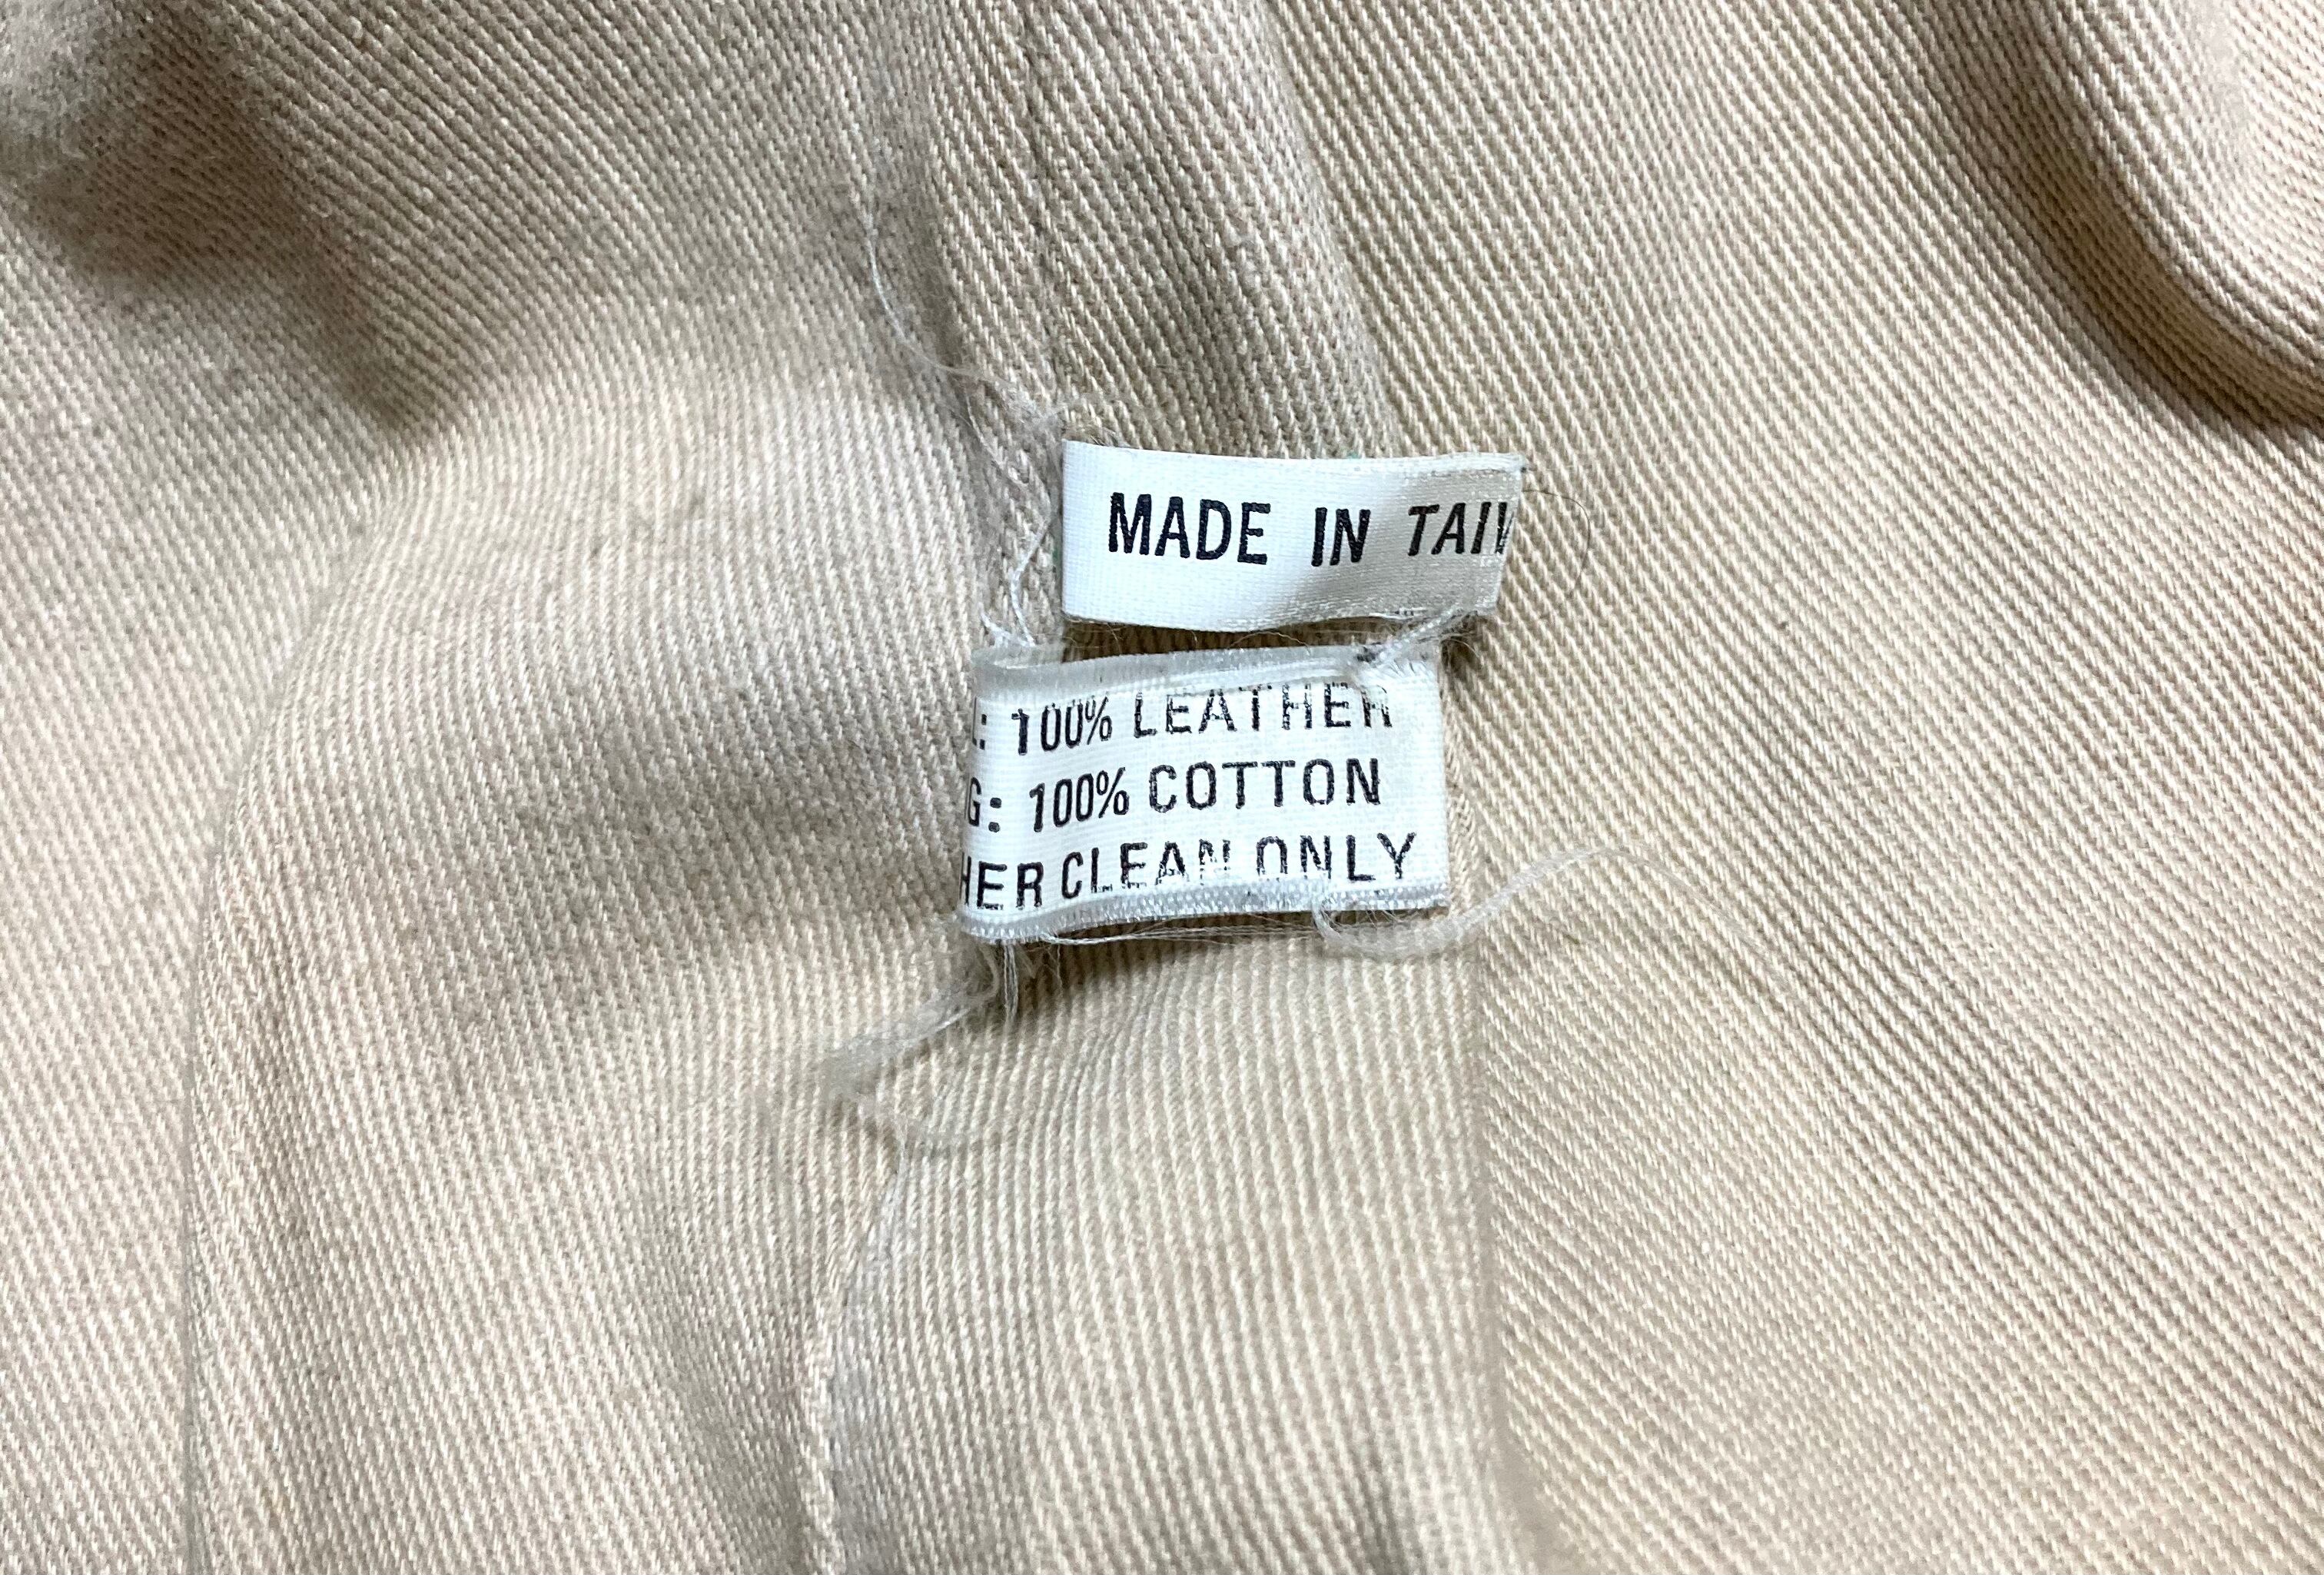 MADE IN TAIW
L: 100% LEATHER
G: 100% COTTON
HER CLEAN ONLY